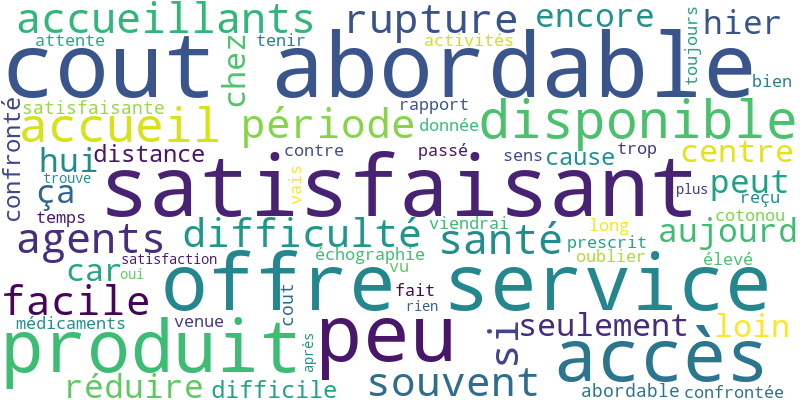 accueillants rupture encore hier
attente chez tenir activités toujours
cout abordable bien
confronté satisfaisante rapport
accueil période donnée disponible
hui distance contre passé sens cause trop centre
trouve ça satisfaisant vais plus peut reçu
temps viendrai long cotonou
agents difficulté santé prescrit aujourd
car échographie vu oublier élevé
satisfaction oui offre service
facile cout fait rien
médicaments venue peu si seulement loin
produit après accès
réduire difficile souvent abordable confrontée